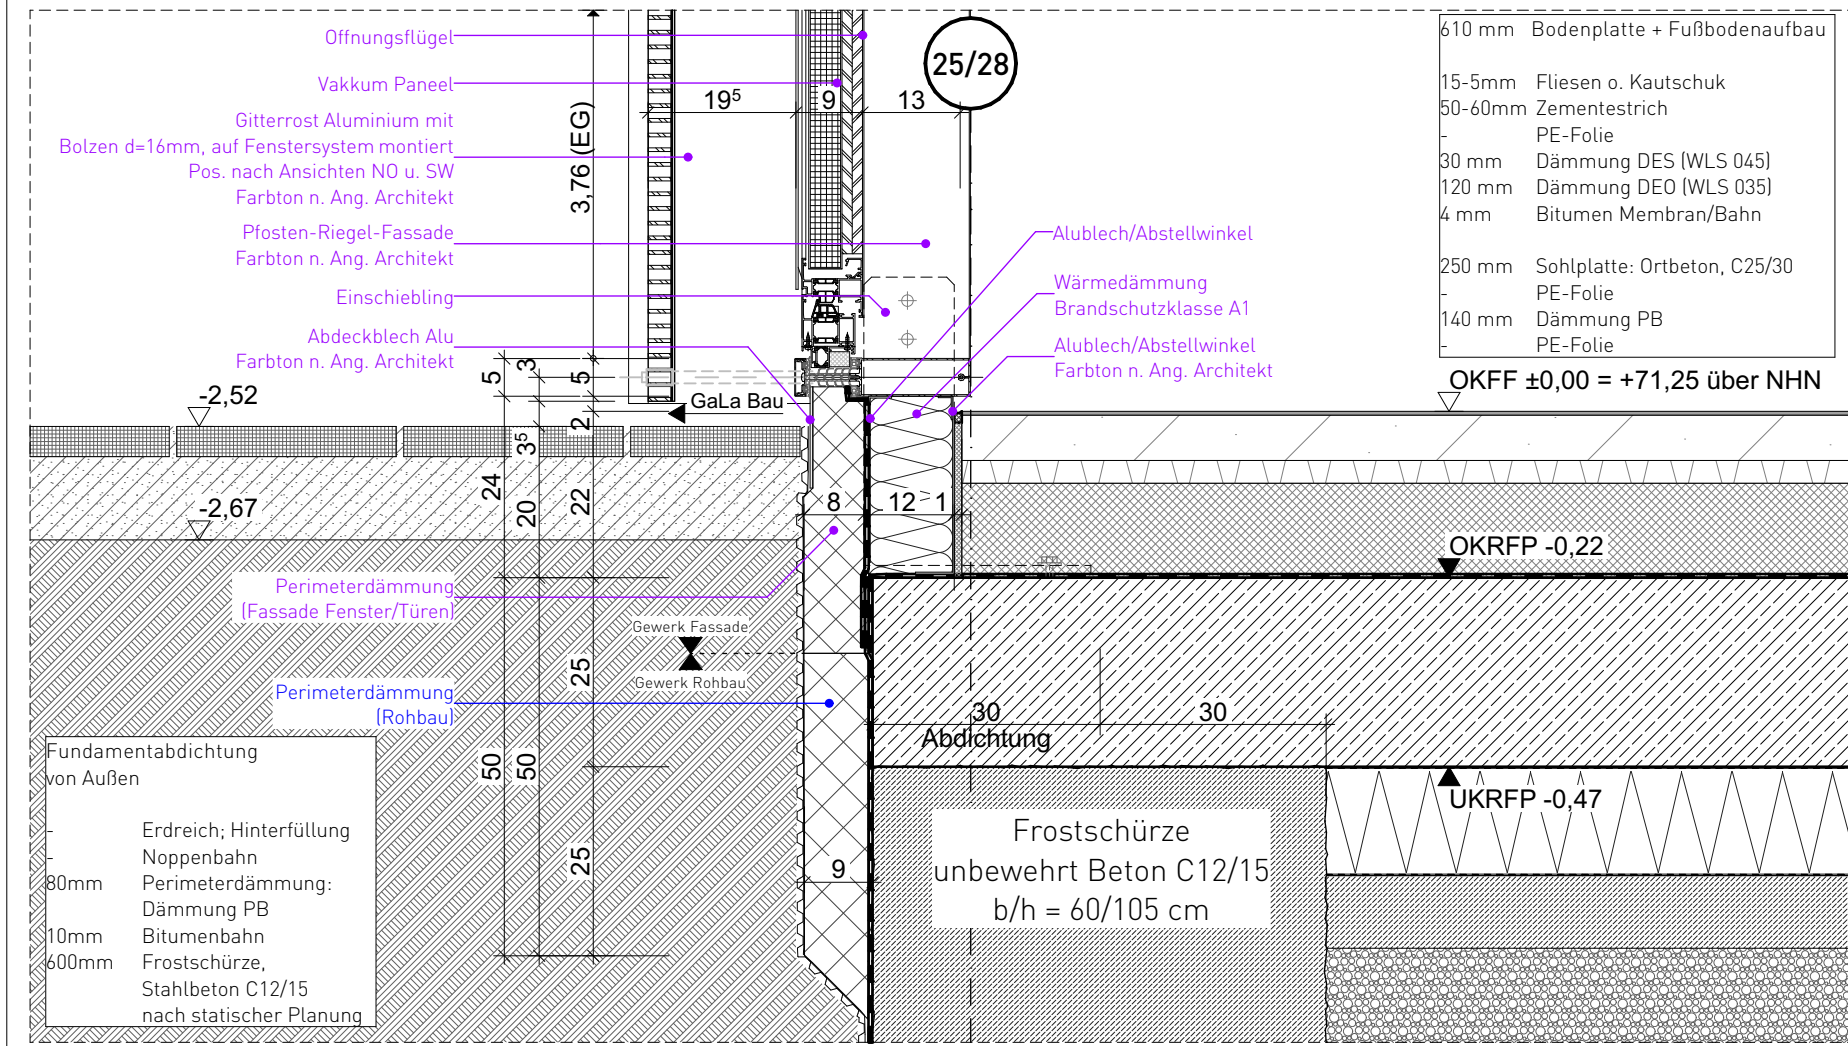 Offnungsflügel
Vakkum Paneel
Gitterrost Aluminium mit
Bolzen d=16mm, auf Fenstersystem montiert
Pos. nach Ansichten NO u. SW
Farbton n. Ang. Architekt
Pfosten-Riegel-Fassade
Farbton n. Ang. Architekt
Einschiebling
Abdeckblech Alu
Farbton n. Ang. Architekt
25/28
19⁵
9
13
3,76 (EG)
Alublech/Abstellwinkel
Wärmedämmung
Brandschutzklasse A1
Alublech/Abstellwinkel
Farbton n. Ang. Architekt
610 mm Bodenplatte + Fußbodenaufbau
15-5mm Fliesen o. Kautschuk
50-60mm Zementestrich
- PE-Folie
30 mm Dämmung DES (WLS 045)
120 mm Dämmung DEO (WLS 035)
4 mm Bitumen Membran/Bahn
250 mm Sohlplatte: Ortbeton, C25/30
- PE-Folie
140 mm Dämmung PB
- PE-Folie
OKFF ±0,00 = +71,25 über NHN
5
3
5
2
GaLa Bau
-2,52
3⁵
24
20
22
-2,67
8
12
1
OKRFP -0,22
Perimeterdämmung
(Fassade Fenster/Türen)
Gewerk Fassade
Gewerk Rohbau
25
Perimeterdämmung
(Rohbau)
30
30
Abdichtung
50
50
25
9
UKRFP -0,47
Frostschürze
unbewehrt Beton C12/15
b/h = 60/105 cm
Fundamentabdichtung
von Außen
- Erdreich; Hinterfüllung
- Noppenbahn
80mm Perimeterdämmung:
Dämmung PB
10mm Bitumenbahn
600mm Frostschürze,
Stahlbeton C12/15
nach statischer Planung